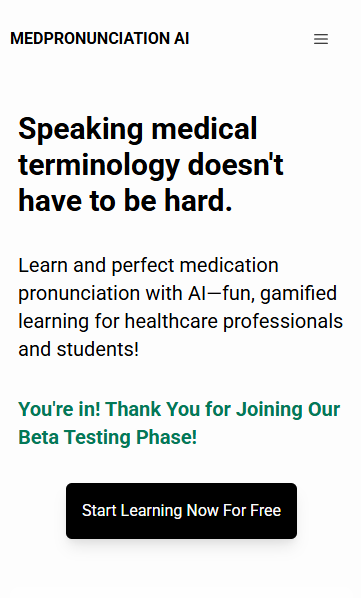 MEDPRONUNCIATION AI
Speaking medical
terminology doesn't
have to be hard.
Learn and perfect medication
pronunciation with AI—fun, gamified
learning for healthcare professionals
and students!
You're in! Thank You for Joining Our
Beta Testing Phase!
Start Learning Now For Free